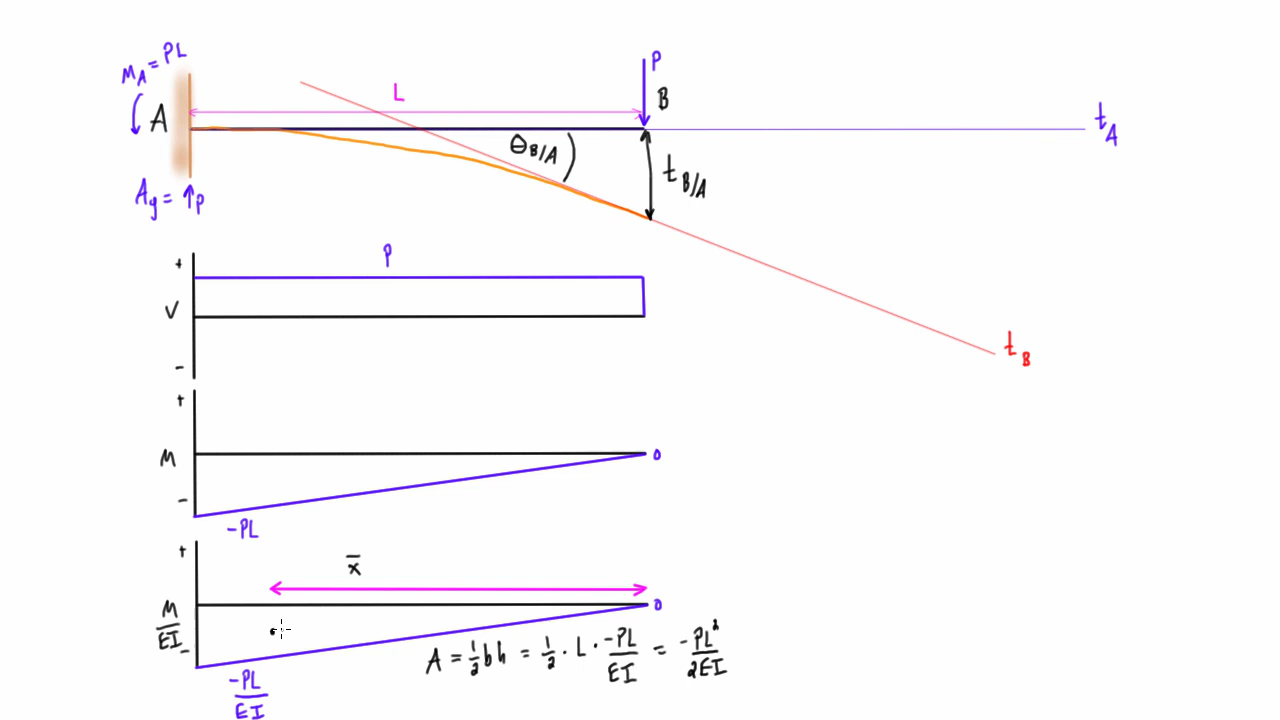 M_A = PL
P
L
B
A
t_A
θ_B/A
t_B/A
A_y = ↑P
P
+
V
-
t_B
+
M
0
-
-PL
+
x̄
M/EI
0
-
A = 1/2 bh = 1/2 · L · -PL/EI = -PL²/2EI
-PL/EI